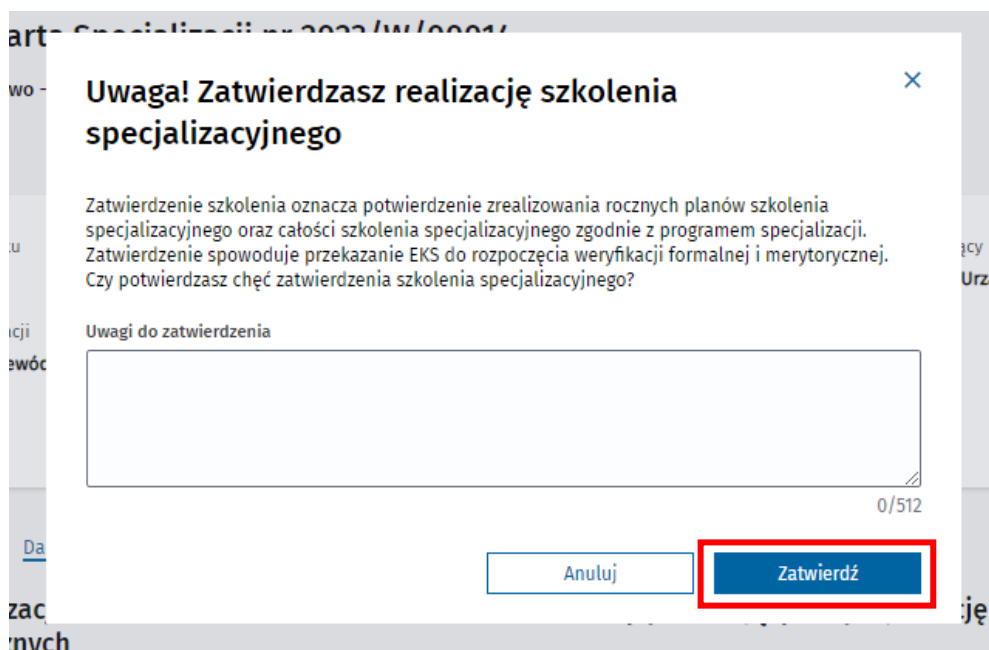 Uwaga! Zatwierdzasz realizację szkolenia
specjalizacyjnego
Zatwierdzenie szkolenia oznacza potwierdzenie zrealizowania rocznych planów szkolenia
specjalizacyjnego oraz całości szkolenia specjalizacyjnego zgodnie z programem specjalizacji.
Zatwierdzenie spowoduje przekazanie EKS do rozpoczęcia weryfikacji formalnej i merytorycznej.
Czy potwierdzasz chęć zatwierdzenia szkolenia specjalizacyjnego?
Uwagi do zatwierdzenia
0/512
Anuluj
Zatwierdź